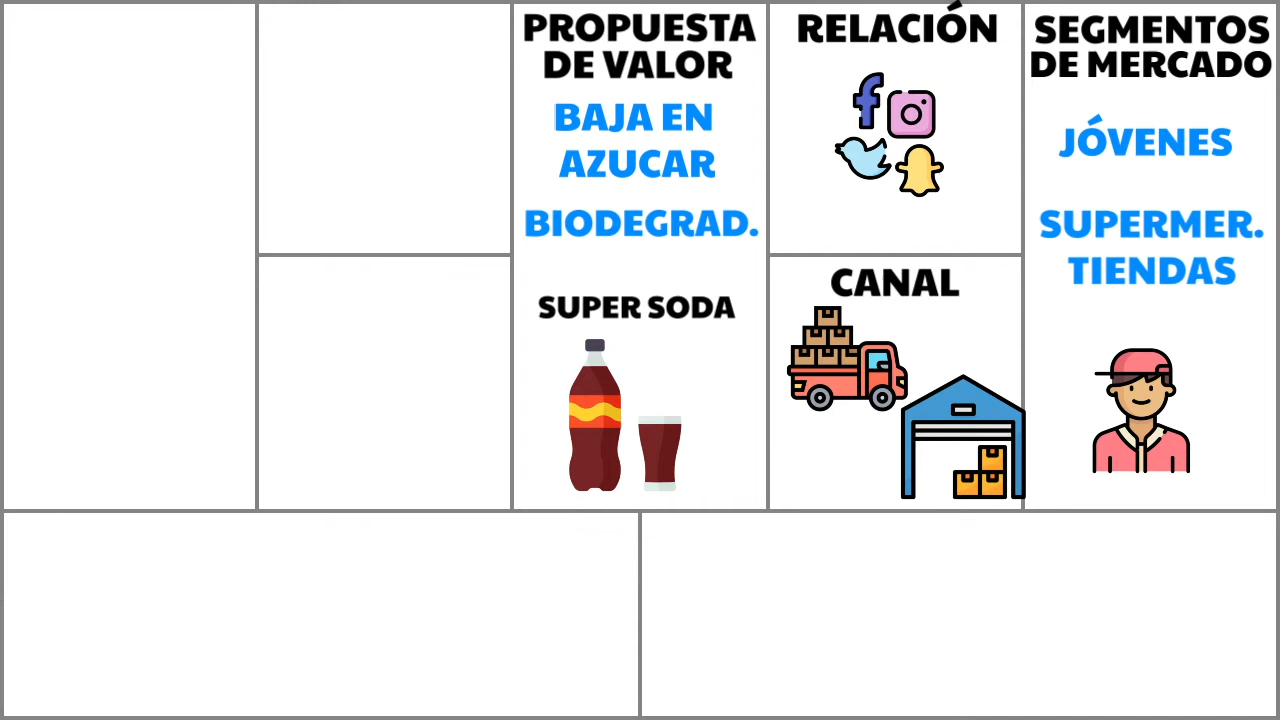 PROPUESTA
DE VALOR
BAJA EN
AZUCAR
BIODEGRAD.
SUPER SODA
RELACIÓN
CANAL
SEGMENTOS
DE MERCADO
JÓVENES
SUPERMER.
TIENDAS